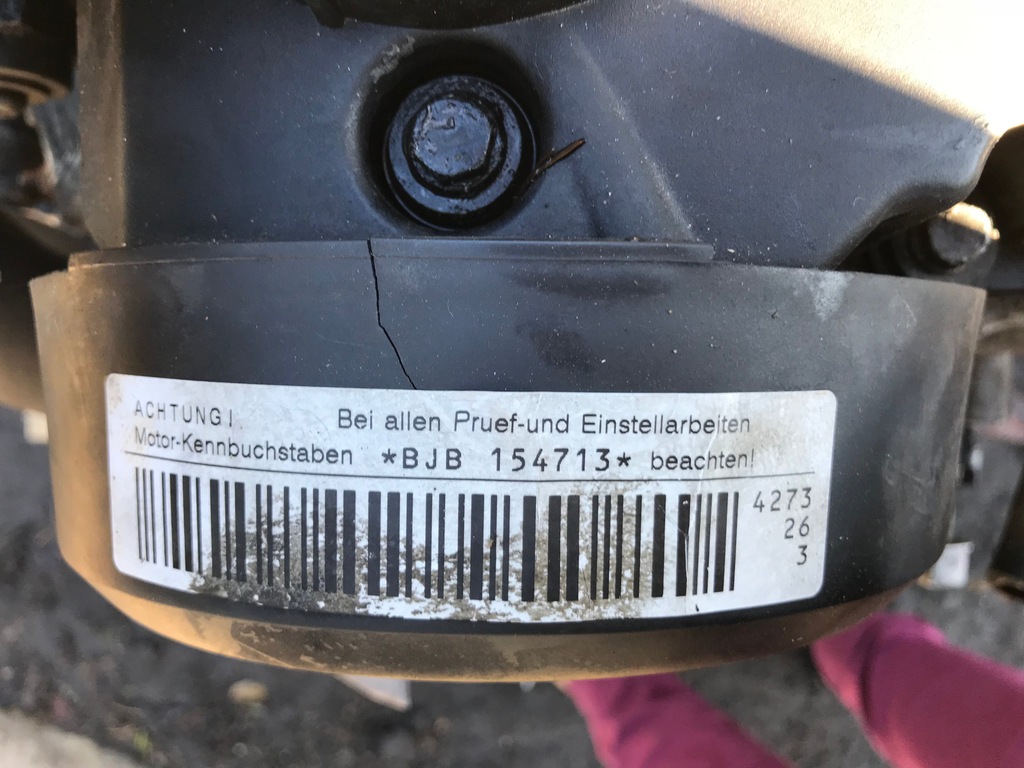 ACHTUNG! Bei allen Pruef-und Einstellarbeiten
Motor-Kennbuchstaben *BJB 154713* beachten!
4273
26
3